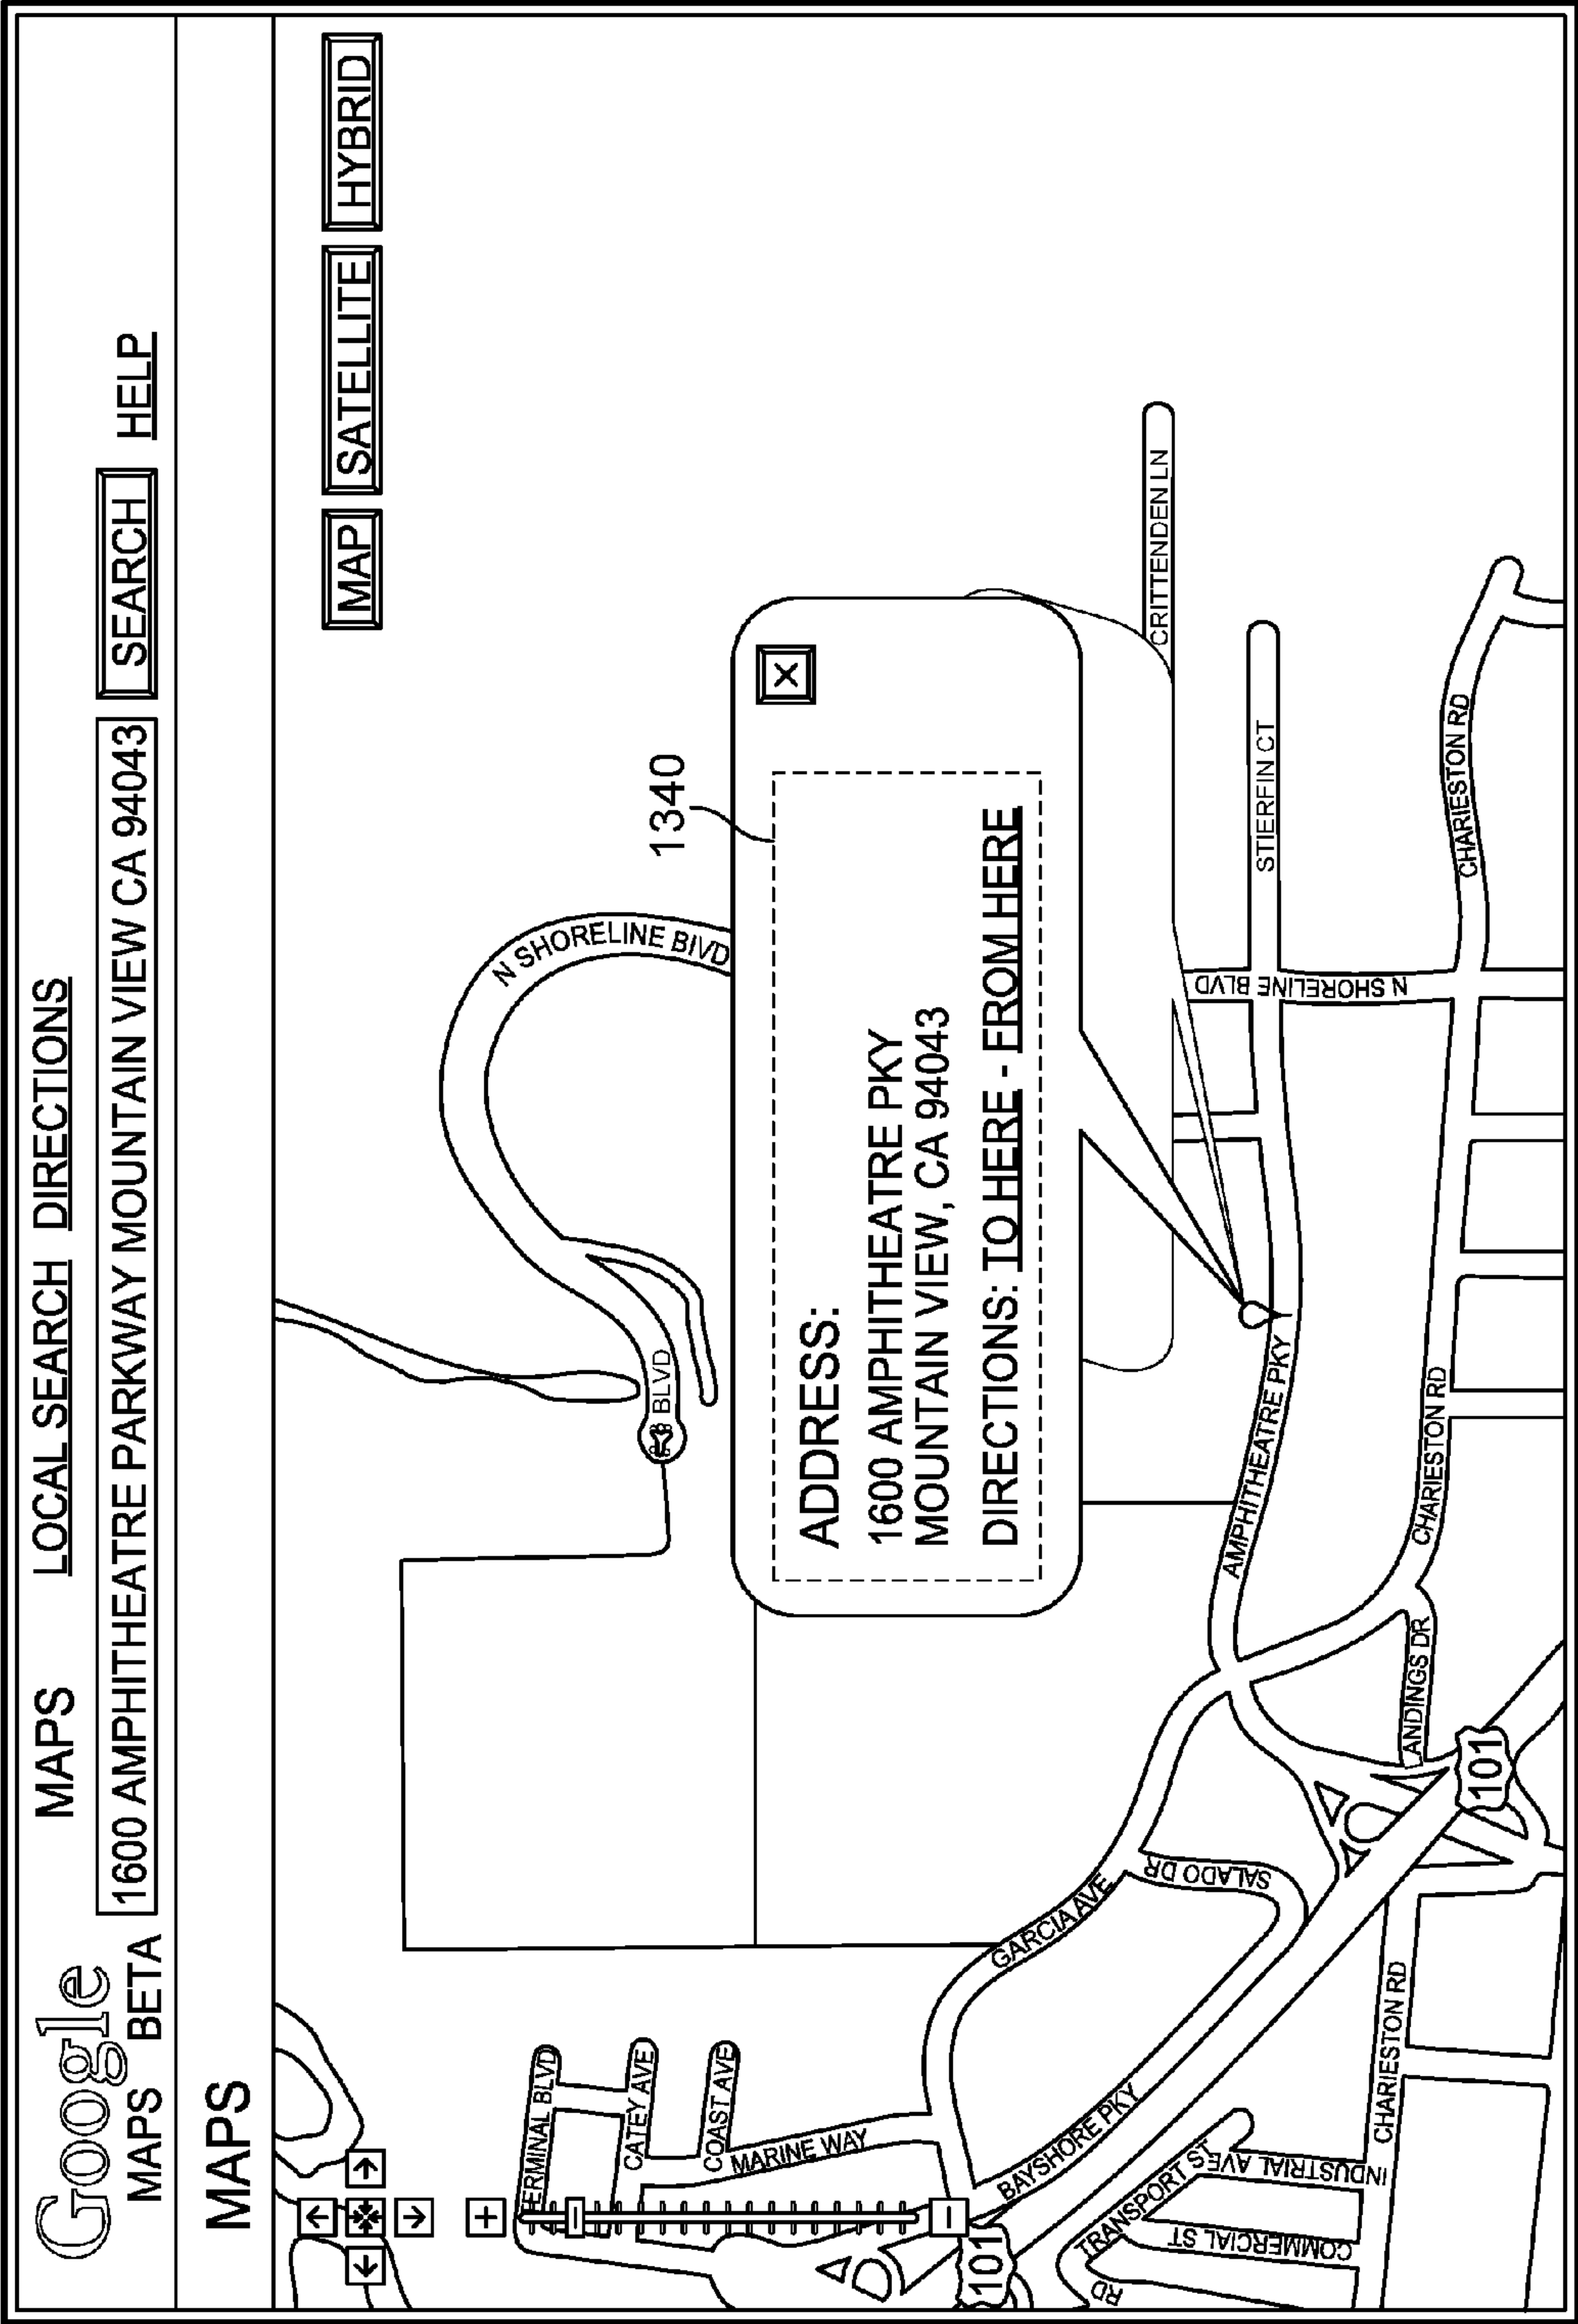 Google
MAPS BETA
MAPS LOCAL SEARCH DIRECTIONS
1600 AMPHITHEATRE PARKWAY MOUNTAIN VIEW CA 94043 SEARCH HELP
MAPS
MAP SATELLITE HYBRID
N SHORELINE BIVD
BLVD
1340
X
ADDRESS:
1600 AMPHITHEATRE PKY
MOUNTAIN VIEW, CA 94043
DIRECTIONS: TO HERE - FROM HERE
ERMINAL BLVD
CATEY AVE
COAST AVE
MARINE WAY
GARCIA AVE
SALADO DR
BAYSHORE PKY
101
TRANSPORT ST
RD
COMMERCIAL ST
INDUSTRIAL AVE
CHARIESTON RD
AMPHITHEATRE PKY
CRITTENDEN LN
STIERFIN CT
N SHORELINE BLVD
CHARIESTON RD
CHARIESTON RD
ANDINGS DR
101